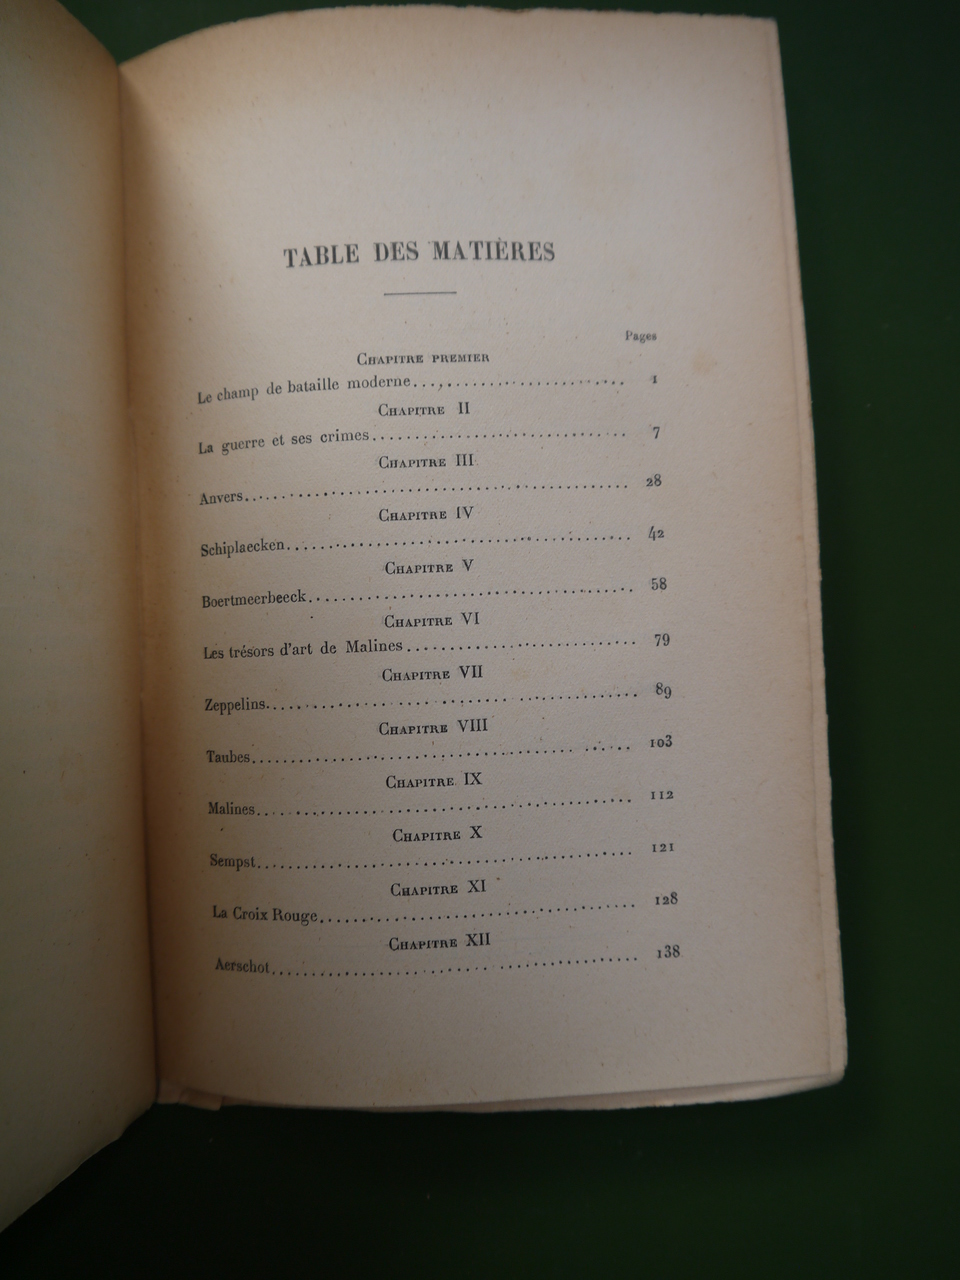 TABLE DES MATIÈRES
Pages
CHAPITRE PREMIER
Le champ de bataille moderne........................ 1
CHAPITRE II
La guerre et ses crimes............................. 7
CHAPITRE III
Anvers.............................................. 28
CHAPITRE IV
Schiplaecken........................................ 42
CHAPITRE V
Boertmeerbeeck...................................... 58
CHAPITRE VI
Les trésors d'art de Malines........................ 79
CHAPITRE VII
Zeppelins........................................... 89
CHAPITRE VIII
Taubes.............................................. 103
CHAPITRE IX
Malines............................................. 112
CHAPITRE X
Sempst.............................................. 121
CHAPITRE XI
La Croix Rouge...................................... 128
CHAPITRE XII
Aerschot............................................ 138